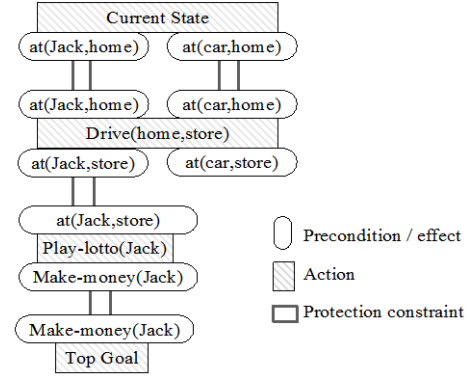 Current State
at(Jack,home) at(car,home)
at(Jack,home) at(car,home)
Drive(home,store)
at(Jack,store) at(car,store)
at(Jack,store)
Play-lotto(Jack)
Make-money(Jack)
Make-money(Jack)
Top Goal
Precondition / effect
Action
Protection constraint